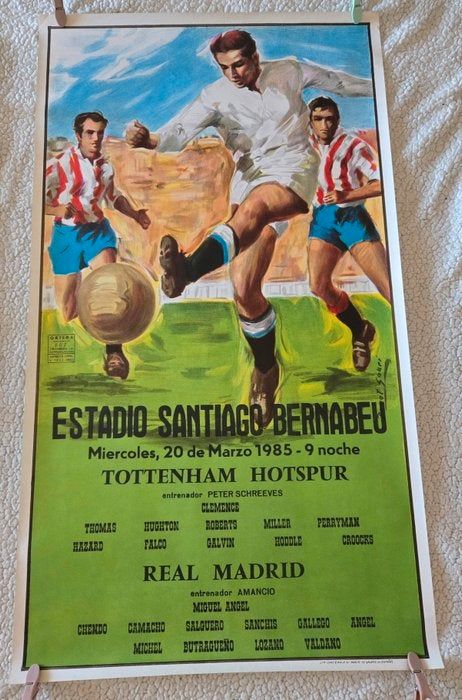 ORTEGA
ESTADIO SANTIAGO BERNABEU
Miercoles, 20 de Marzo 1985 - 9 noche
TOTTENHAM HOTSPUR
entrenador PETER SCHREEVES
CLEMENCE
THOMAS HUGHTON ROBERTS MILLER PERRYMAN
HAZARD FALCO GALVIN HODDLE CROOCKS
REAL MADRID
entrenador AMANCIO
MIGUEL ANGEL
CHENDO CAMACHO SALGUERO SANCHIS GALLEGO ANGEL
MICHEL BUTRAGUEÑO LOZANO VALDANO